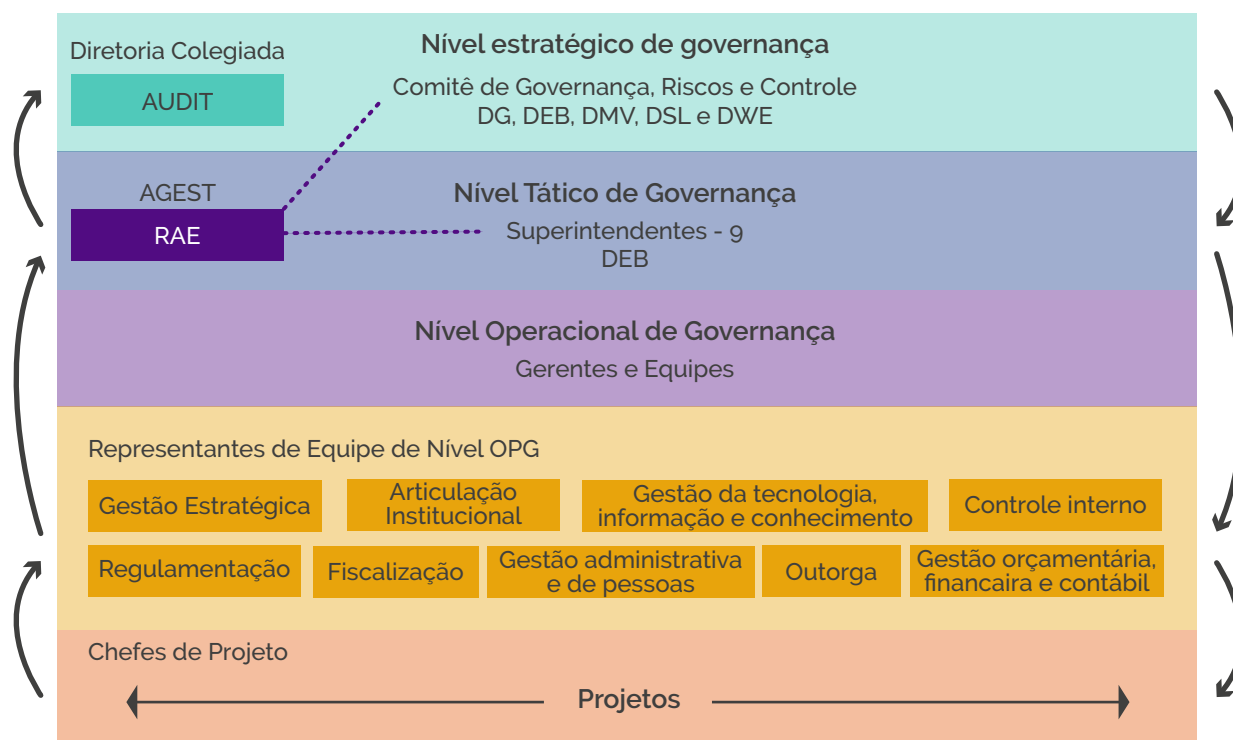 Diretoria Colegiada
AUDIT
Nível estratégico de governança
Comitê de Governança, Riscos e Controle
DG, DEB, DMV, DSL e DWE
AGEST
RAE
Nível Tático de Governança
Superintendentes - 9
DEB
Nível Operacional de Governança
Gerentes e Equipes
Representantes de Equipe de Nível OPG
Gestão Estratégica
Articulação
Institucional
Gestão da tecnologia,
informação e conhecimento
Controle interno
Regulamentação
Fiscalização
Gestão administrativa
e de pessoas
Outorga
Gestão orçamentária,
financaira e contábil
Chefes de Projeto
Projetos